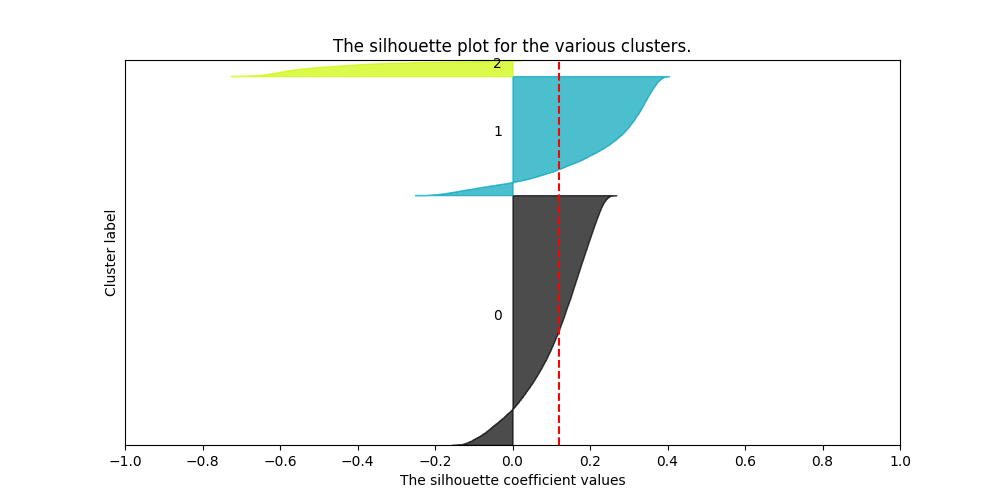 The silhouette plot for the various clusters.
2
1
0
Cluster label
−1.0 −0.8 −0.6 −0.4 −0.2 0.0 0.2 0.4 0.6 0.8 1.0
The silhouette coefficient values